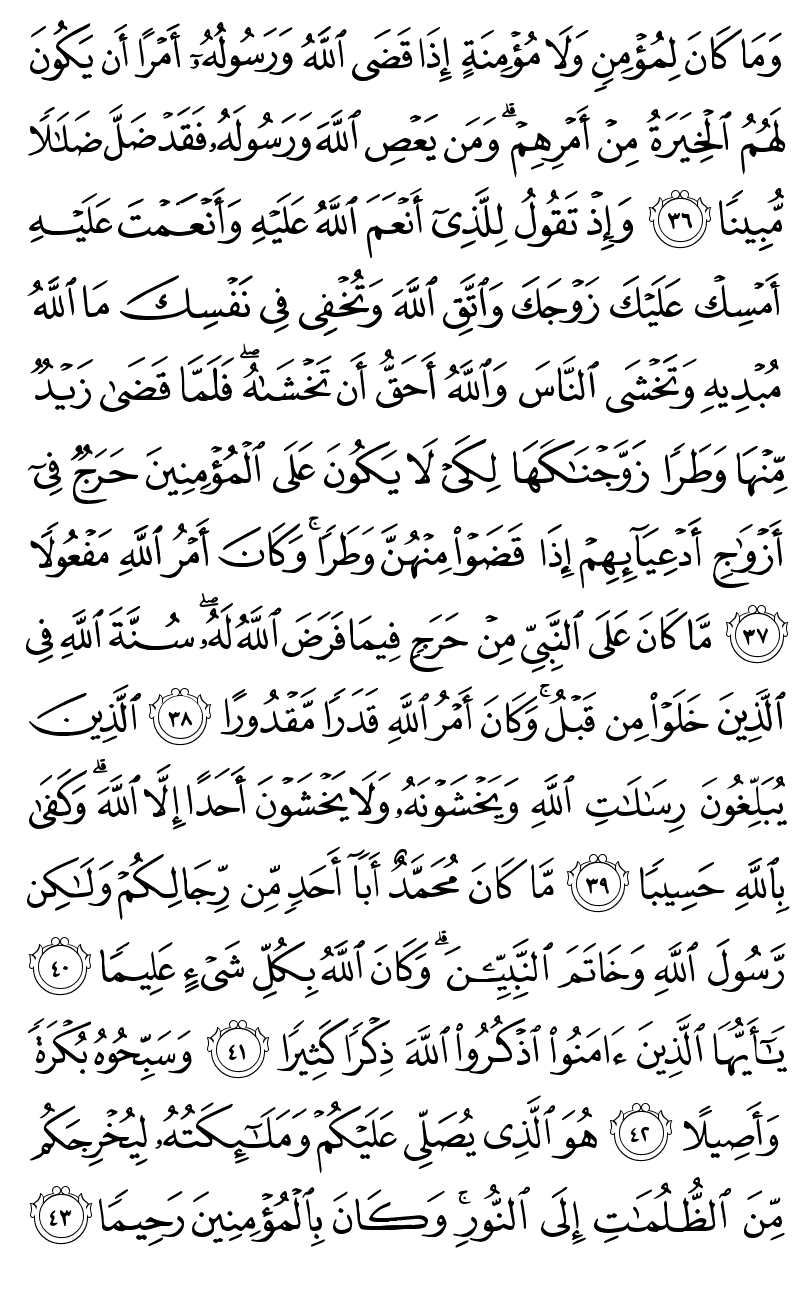 وَمَا كَانَ لِمُؤۡمِنٖ وَلَا مُؤۡمِنَةٍ إِذَا قَضَى ٱللَّهُ وَرَسُولُهُۥٓ أَمۡرًا أَن يَكُونَ
لَهُمُ ٱلۡخِيَرَةُ مِنۡ أَمۡرِهِمۡۗ وَمَن يَعۡصِ ٱللَّهَ وَرَسُولَهُۥ فَقَدۡ ضَلَّ ضَلَٰلٗا
مُّبِينٗا ٣٦ وَإِذۡ تَقُولُ لِلَّذِيٓ أَنۡعَمَ ٱللَّهُ عَلَيۡهِ وَأَنۡعَمۡتَ عَلَيۡهِ
أَمۡسِكۡ عَلَيۡكَ زَوۡجَكَ وَٱتَّقِ ٱللَّهَ وَتُخۡفِي فِي نَفۡسِكَ مَا ٱللَّهُ
مُبۡدِيهِ وَتَخۡشَى ٱلنَّاسَ وَٱللَّهُ أَحَقُّ أَن تَخۡشَىٰهُۖ فَلَمَّا قَضَىٰ زَيۡدٞ
مِّنۡهَا وَطَرٗا زَوَّجۡنَٰكَهَا لِكَيۡ لَا يَكُونَ عَلَى ٱلۡمُؤۡمِنِينَ حَرَجٞ فِيٓ
أَزۡوَٰجِ أَدۡعِيَآئِهِمۡ إِذَا قَضَوۡاْ مِنۡهُنَّ وَطَرٗاۚ وَكَانَ أَمۡرُ ٱللَّهِ مَفۡعُولٗا
٣٧ مَّا كَانَ عَلَى ٱلنَّبِيِّ مِنۡ حَرَجٖ فِيمَا فَرَضَ ٱللَّهُ لَهُۥۖ سُنَّةَ ٱللَّهِ فِي
ٱلَّذِينَ خَلَوۡاْ مِن قَبۡلُۚ وَكَانَ أَمۡرُ ٱللَّهِ قَدَرٗا مَّقۡدُورًا ٣٨ ٱلَّذِينَ
يُبَلِّغُونَ رِسَٰلَٰتِ ٱللَّهِ وَيَخۡشَوۡنَهُۥ وَلَا يَخۡشَوۡنَ أَحَدًا إِلَّا ٱللَّهَۗ وَكَفَىٰ
بِٱللَّهِ حَسِيبٗا ٣٩ مَّا كَانَ مُحَمَّدٌ أَبَآ أَحَدٖ مِّن رِّجَالِكُمۡ وَلَٰكِن
رَّسُولَ ٱللَّهِ وَخَاتَمَ ٱلنَّبِيِّـۧنَۗ وَكَانَ ٱللَّهُ بِكُلِّ شَيۡءٍ عَلِيمٗا ٤٠
يَٰٓأَيُّهَا ٱلَّذِينَ ءَامَنُواْ ٱذۡكُرُواْ ٱللَّهَ ذِكۡرٗا كَثِيرٗا ٤١ وَسَبِّحُوهُ بُكۡرَةٗ
وَأَصِيلًا ٤٢ هُوَ ٱلَّذِي يُصَلِّي عَلَيۡكُمۡ وَمَلَٰٓئِكَتُهُۥ لِيُخۡرِجَكُم
مِّنَ ٱلظُّلُمَٰتِ إِلَى ٱلنُّورِۚ وَكَانَ بِٱلۡمُؤۡمِنِينَ رَحِيمٗا ٤٣